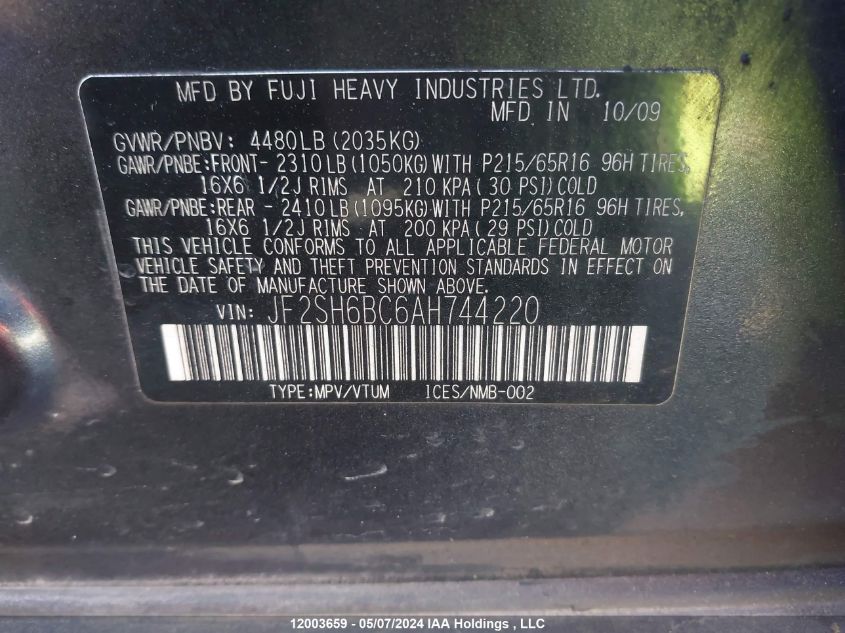 MFD BY FUJI HEAVY INDUSTRIES LTD.
MFD IN 10/09
GVWR/PNBV: 4480LB (2035KG)
GAWR/PNBE:FRONT- 2310LB (1050KG) WITH P215/65R16 96H TIRES,
16X6 1/2J RIMS AT 210 KPA ( 30 PSI) COLD
GAWR/PNBE:REAR - 2410LB (1095KG) WITH P215/65R16 96H TIRES,
16X6 1/2J RIMS AT 200 KPA ( 29 PSI) COLD
THIS VEHICLE CONFORMS TO ALL APPLICABLE FEDERAL MOTOR
VEHICLE SAFETY AND THEFT PREVENTION STANDARDS IN EFFECT ON
THE DATE OF MANUFACTURE SHOWN ABOVE.
VIN: JF2SH6BC6AH744220
TYPE:MPV/VTUM ICES/NMB-002
12003659 - 05/07/2024 IAA Holdings , LLC